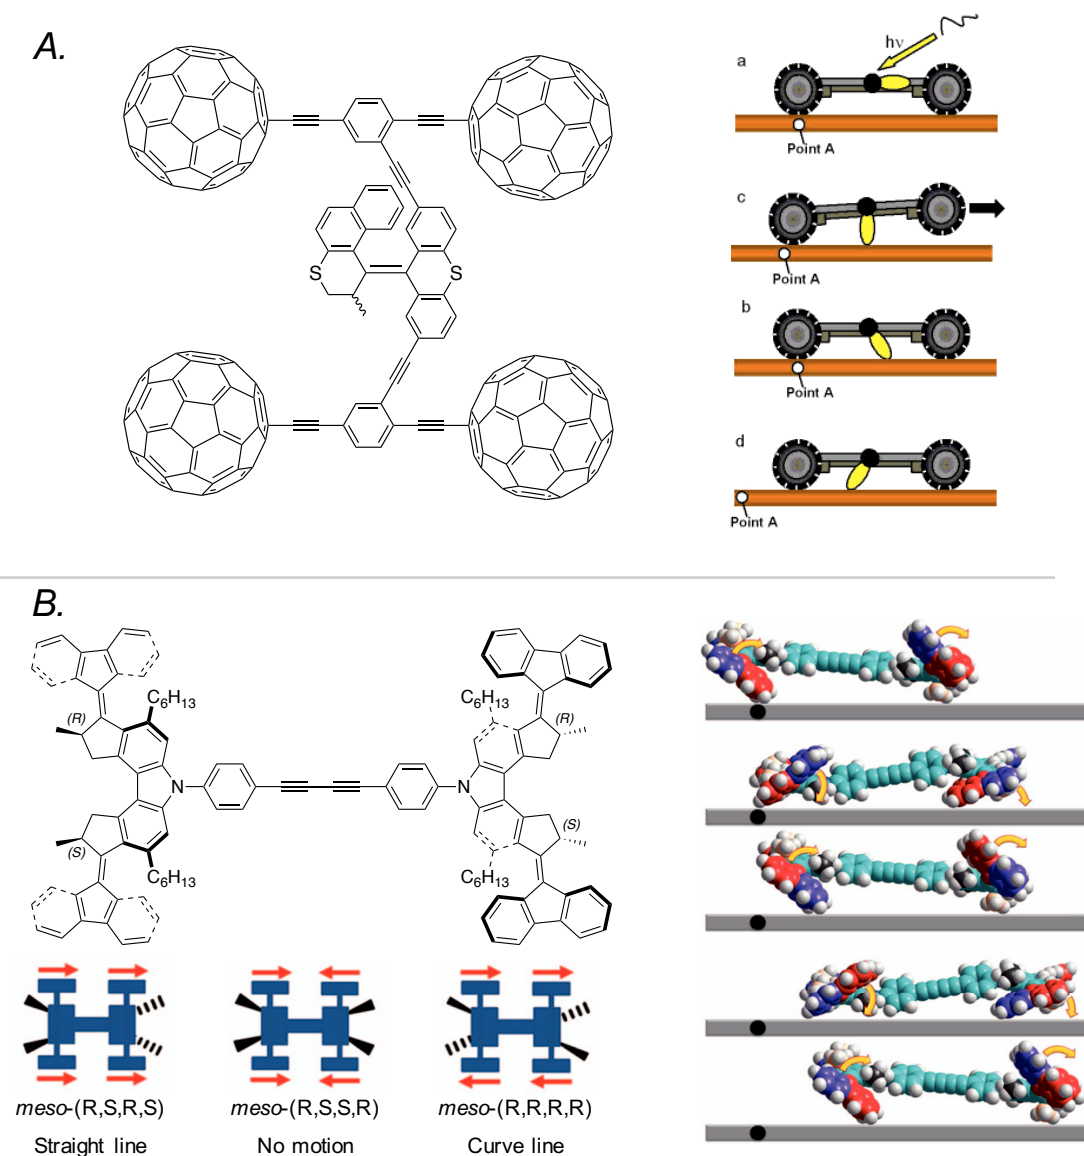 A.
hν
a
Point A
c
Point A
b
Point A
d
Point A
S
S
B.
C6H13
C6H13
(R)
(R)
N
N
(S)
(S)
C6H13
C6H13
meso-(R,S,R,S)
meso-(R,S,S,R)
meso-(R,R,R,R)
Straight line
No motion
Curve line